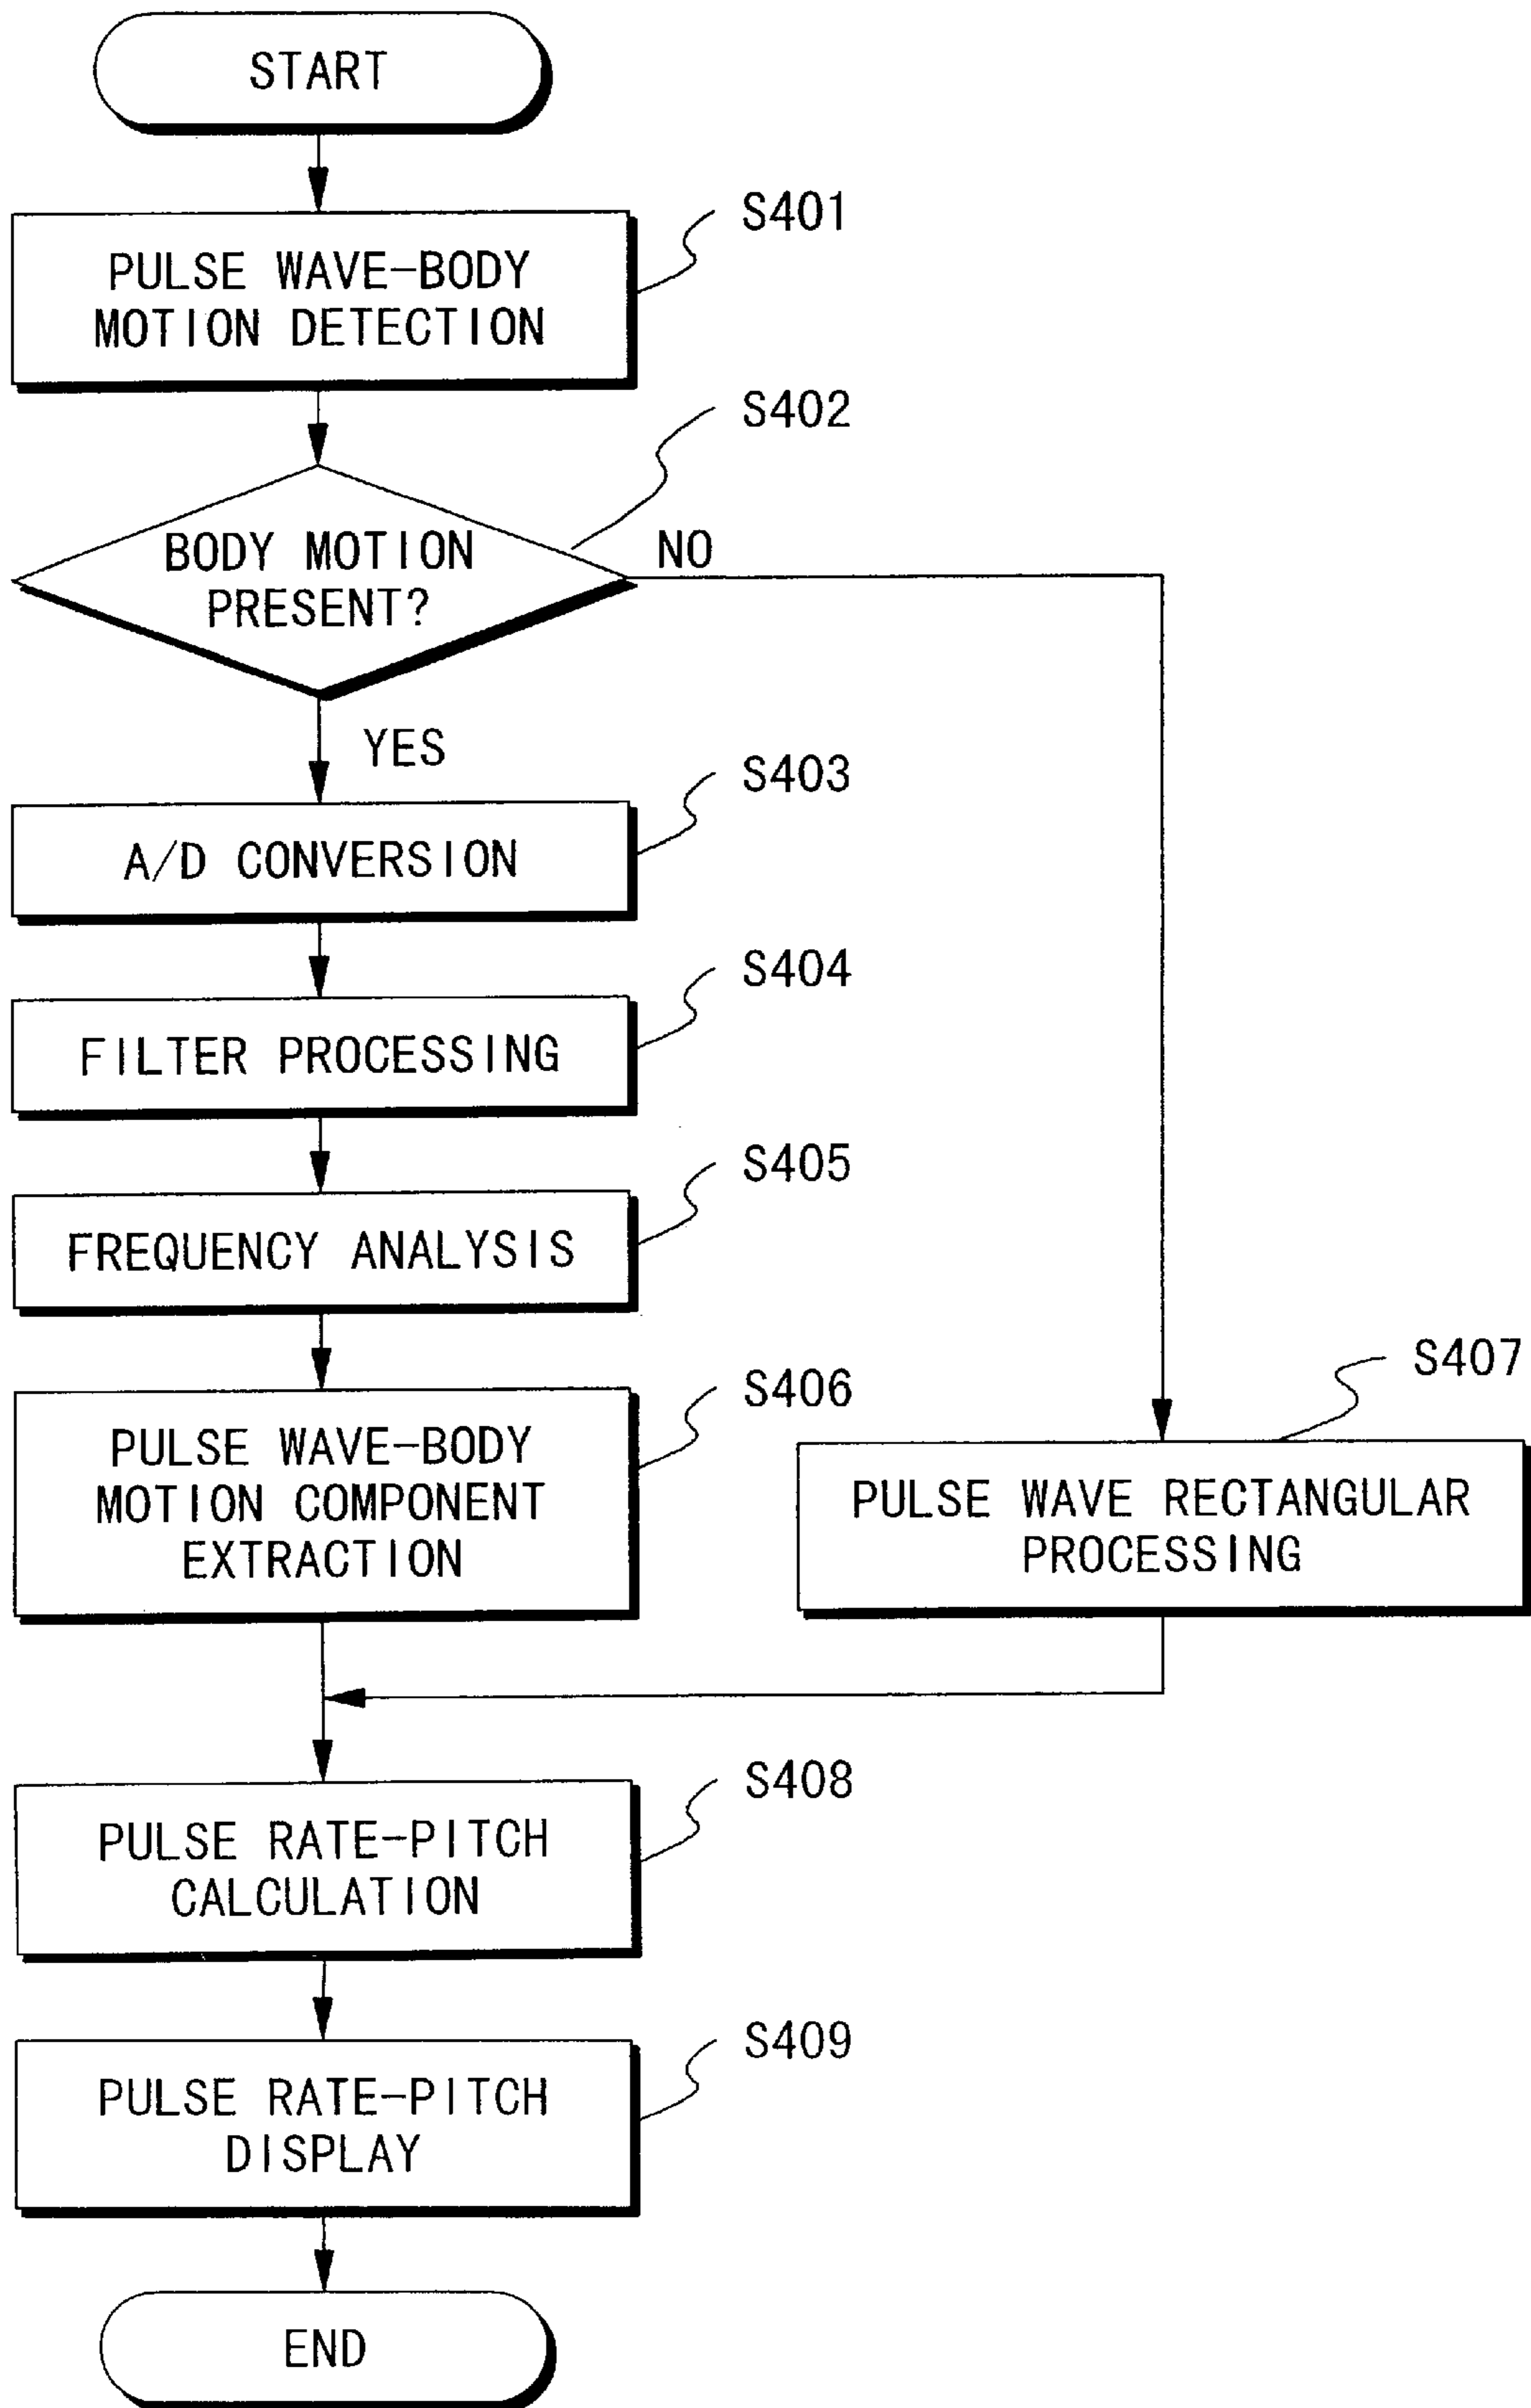 START
S401
PULSE WAVE-BODY
MOTION DETECTION
S402
BODY MOTION
PRESENT?
NO
YES
S403
A/D CONVERSION
S404
FILTER PROCESSING
S405
FREQUENCY ANALYSIS
S406
PULSE WAVE-BODY
MOTION COMPONENT
EXTRACTION
S407
PULSE WAVE RECTANGULAR
PROCESSING
S408
PULSE RATE-PITCH
CALCULATION
S409
PULSE RATE-PITCH
DISPLAY
END